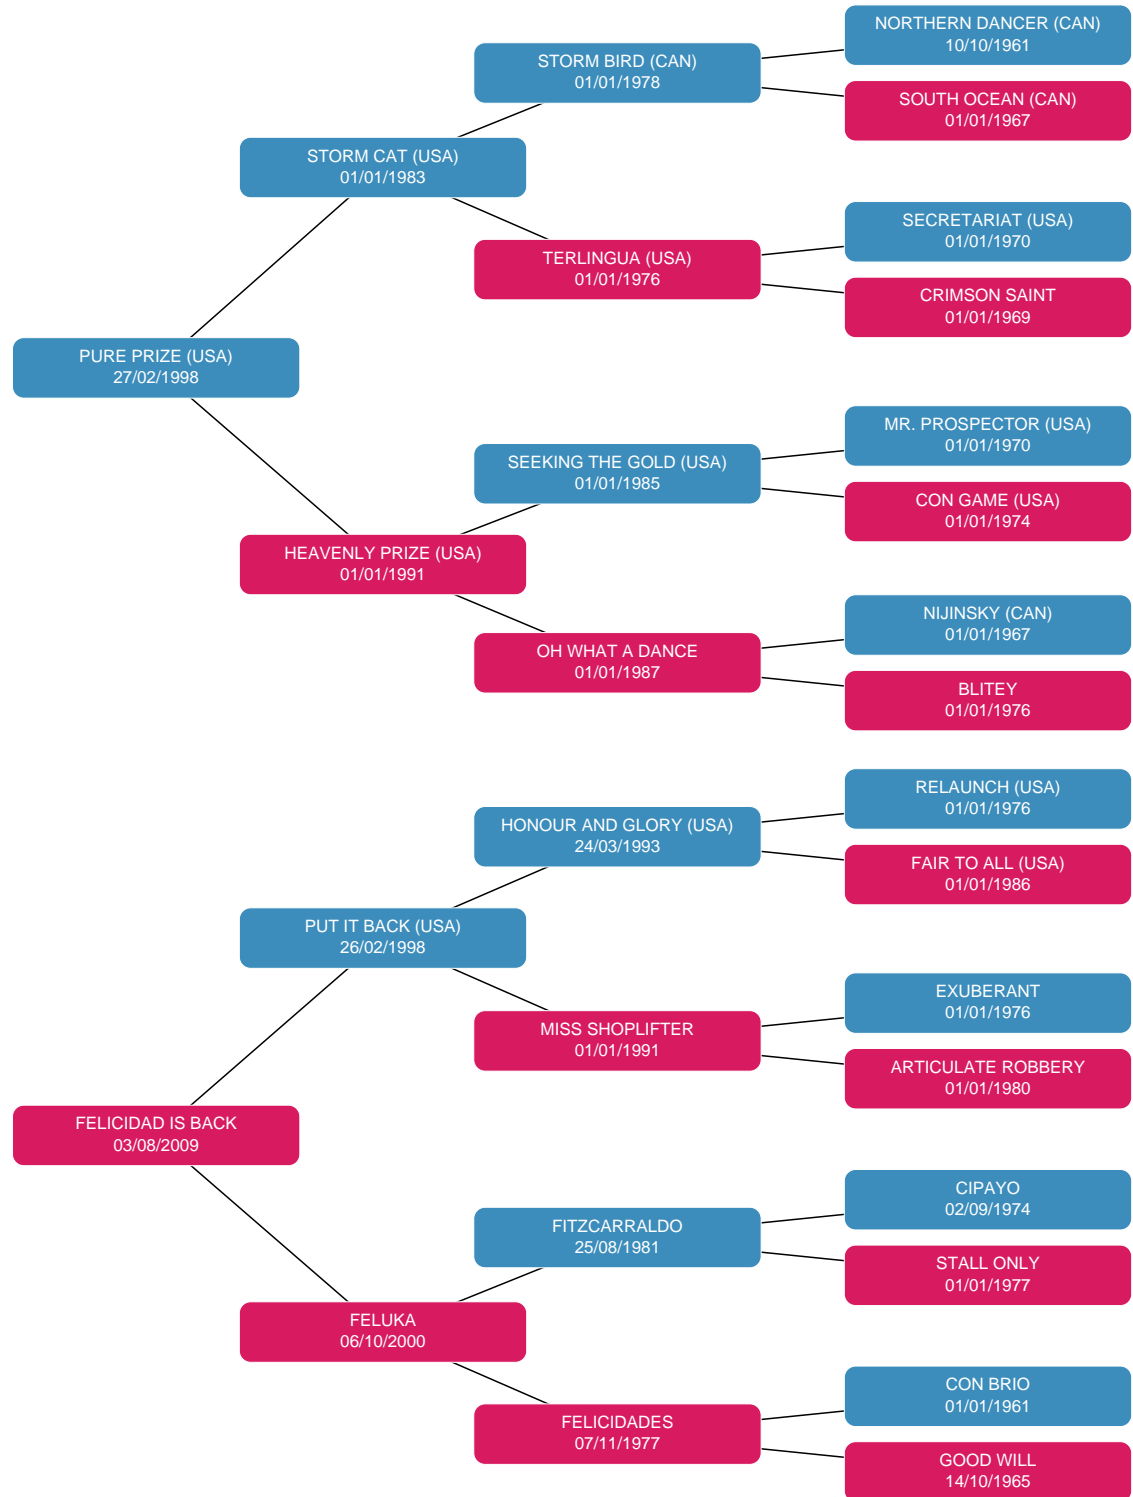 NORTHERN DANCER (CAN)
10/10/1961
STORM BIRD (CAN)
01/01/1978
SOUTH OCEAN (CAN)
01/01/1967
STORM CAT (USA)
01/01/1983
SECRETARIAT (USA)
01/01/1970
TERLINGUA (USA)
01/01/1976
CRIMSON SAINT
01/01/1969
PURE PRIZE (USA)
27/02/1998
MR. PROSPECTOR (USA)
01/01/1970
SEEKING THE GOLD (USA)
01/01/1985
CON GAME (USA)
01/01/1974
HEAVENLY PRIZE (USA)
01/01/1991
NIJINSKY (CAN)
01/01/1967
OH WHAT A DANCE
01/01/1987
BLITEY
01/01/1976
RELAUNCH (USA)
01/01/1976
HONOUR AND GLORY (USA)
24/03/1993
FAIR TO ALL (USA)
01/01/1986
PUT IT BACK (USA)
26/02/1998
EXUBERANT
01/01/1976
MISS SHOPLIFTER
01/01/1991
ARTICULATE ROBBERY
01/01/1980
FELICIDAD IS BACK
03/08/2009
CIPAYO
02/09/1974
FITZCARRALDO
25/08/1981
STALL ONLY
01/01/1977
FELUKA
06/10/2000
CON BRIO
01/01/1961
FELICIDADES
07/11/1977
GOOD WILL
14/10/1965